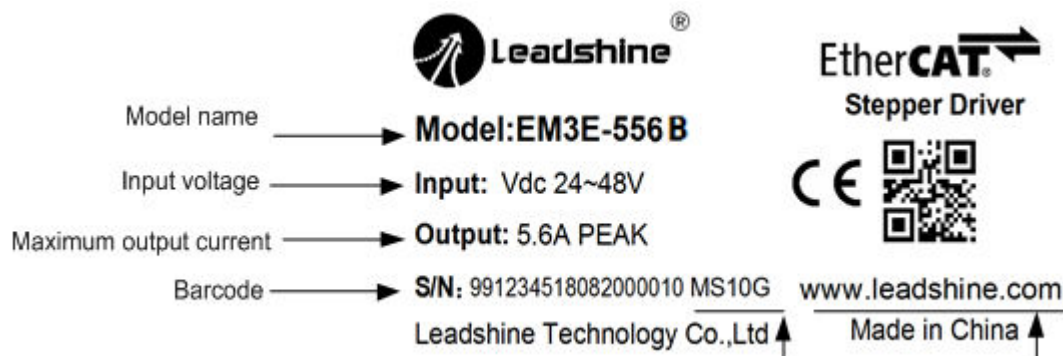 Leadshine®
EtherCAT®
Stepper Driver
Model name
Model:EM3E-556B
Input voltage
Input: Vdc 24~48V
CE
Maximum output current
Output: 5.6A PEAK
Barcode
S/N: 991234518082000010 MS10G
www.leadshine.com
Leadshine Technology Co.,Ltd
Made in China